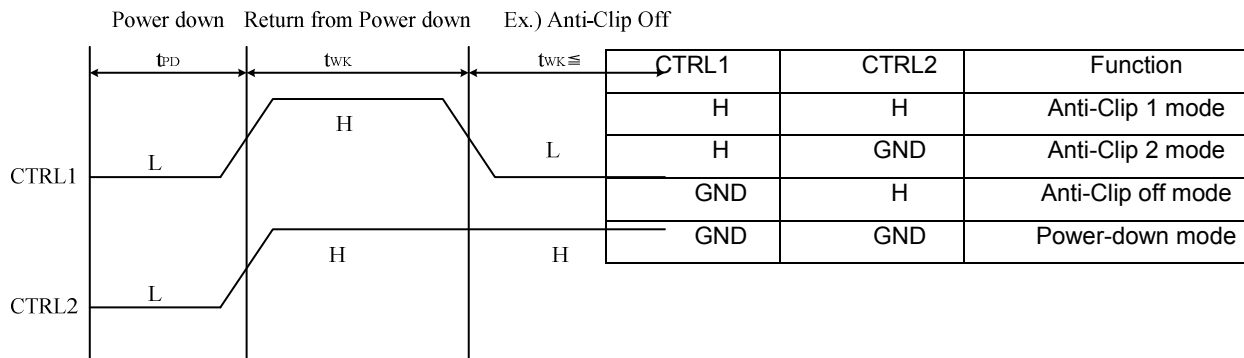 Power down Return from Power down Ex.) Anti-Clip Off
tPD tWK tWK≦
CTRL1 CTRL2 Function
H H Anti-Clip 1 mode
H GND Anti-Clip 2 mode
GND H Anti-Clip off mode
GND GND Power-down mode
CTRL1 L H L
CTRL2 L H H